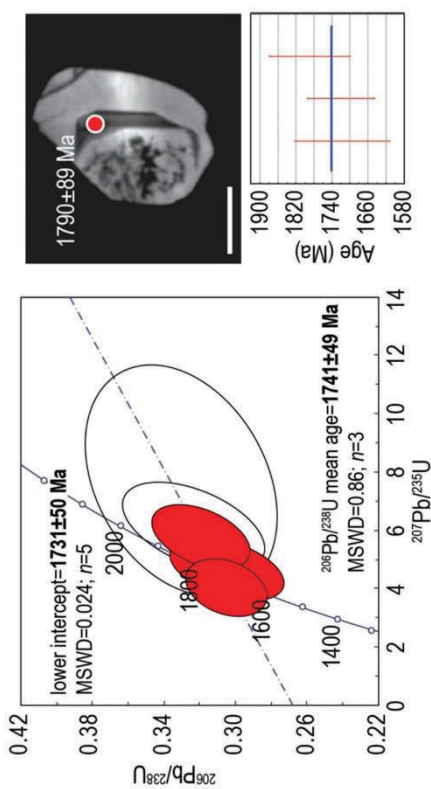 0.42
0.38
0.34
0.30
0.26
0.22
²⁰⁶Pb/²³⁸U
0
2
4
6
8
10
12
14
²⁰⁷Pb/²³⁵U
lower intercept=1731±50 Ma
MSWD=0.024; n=5
2000
1800
1600
1400
²⁰⁶Pb/²³⁸U mean age=1741±49 Ma
MSWD=0.86; n=3
1790±89 Ma
Age (Ma)
1900
1820
1740
1660
1580